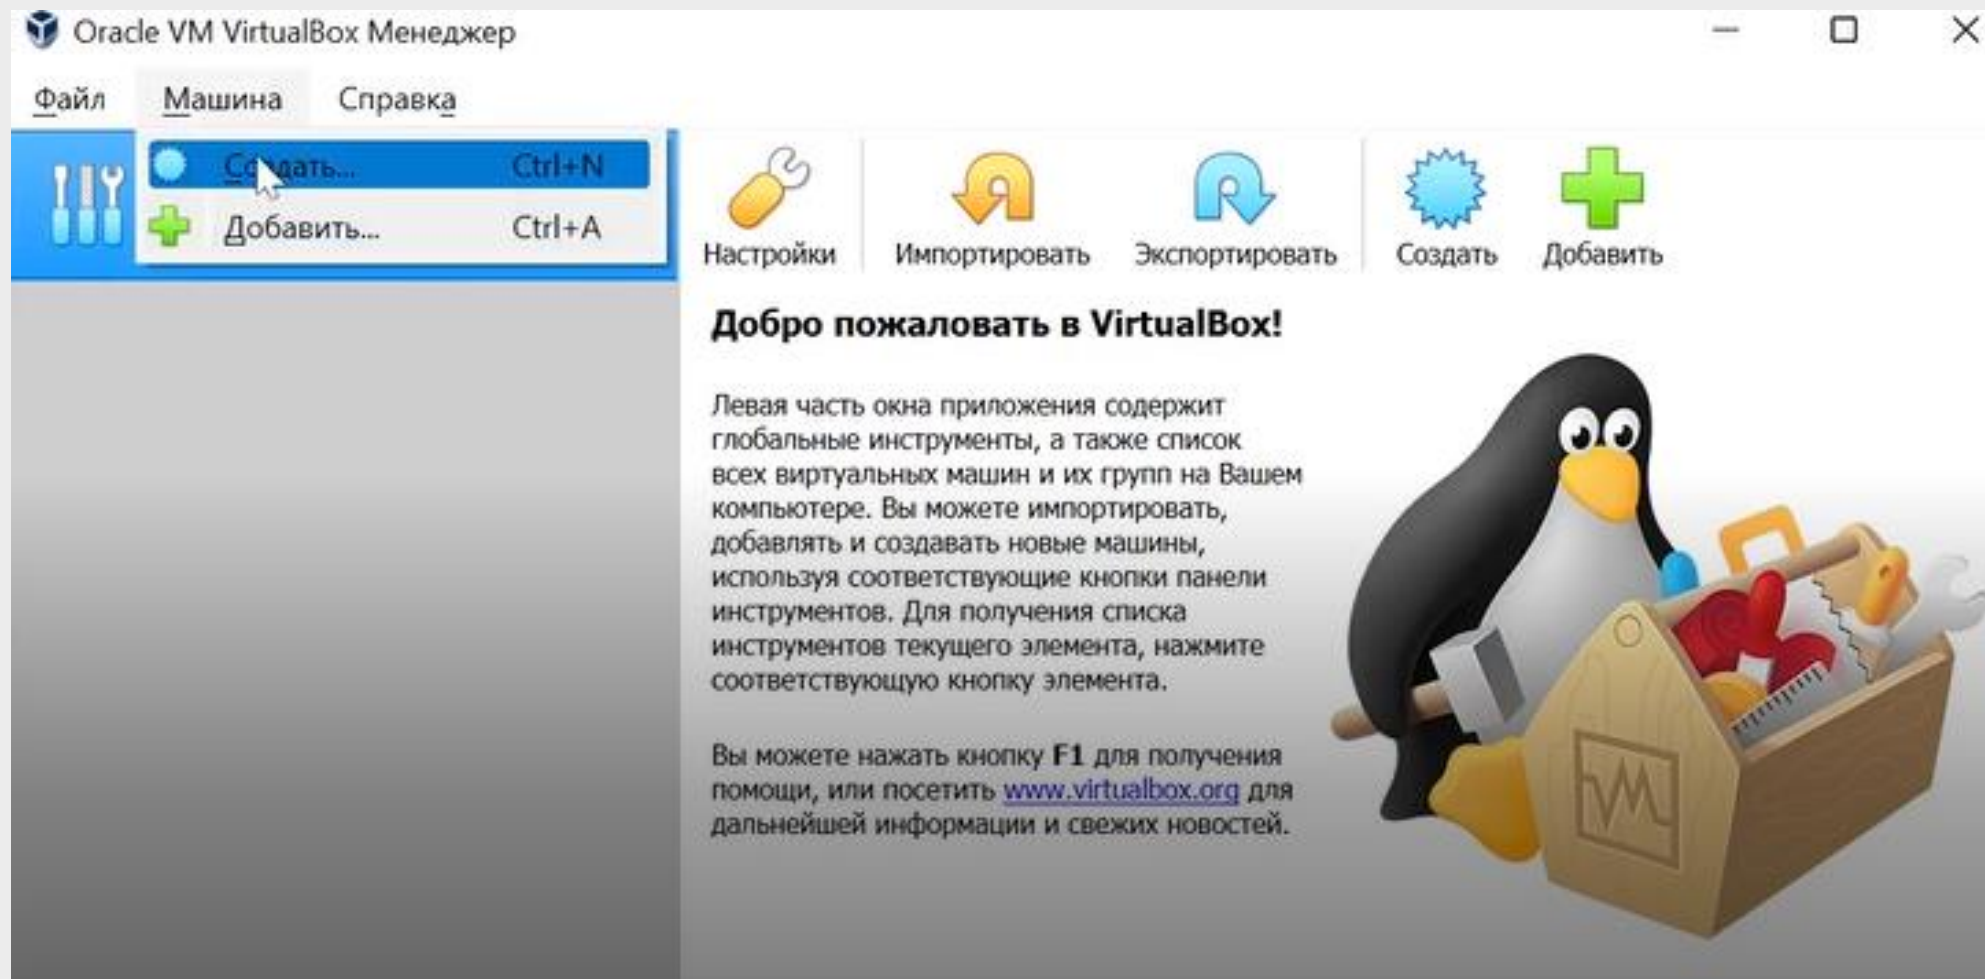 Oracle VM VirtualBox Менеджер
Файл Машина Справка
Создать... Ctrl+N
Добавить... Ctrl+A
Настройки Импортировать Экспортировать Создать Добавить
Добро пожаловать в VirtualBox!
Левая часть окна приложения содержит
глобальные инструменты, а также список
всех виртуальных машин и их групп на Вашем
компьютере. Вы можете импортировать,
добавлять и создавать новые машины,
используя соответствующие кнопки панели
инструментов. Для получения списка
инструментов текущего элемента, нажмите
соответствующую кнопку элемента.
Вы можете нажать кнопку F1 для получения
помощи, или посетить www.virtualbox.org для
дальнейшей информации и свежих новостей.